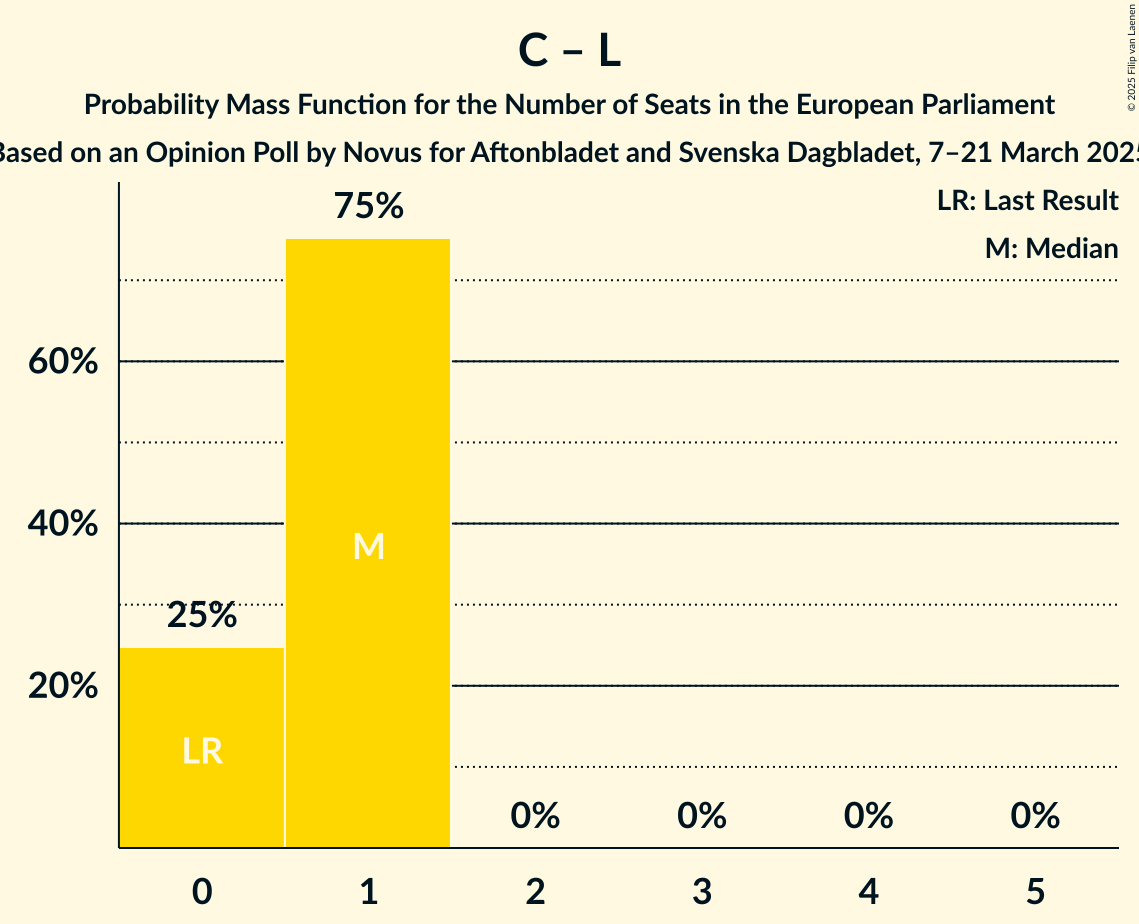 C – L
Probability Mass Function for the Number of Seats in the European Parliament
Based on an Opinion Poll by Novus for Aftonbladet and Svenska Dagbladet, 7–21 March 2025
© 2025 Filip van Laenen
LR: Last Result
M: Median
75%
60%
40%
M
25%
20%
LR
0% 0% 0% 0%
0 1 2 3 4 5